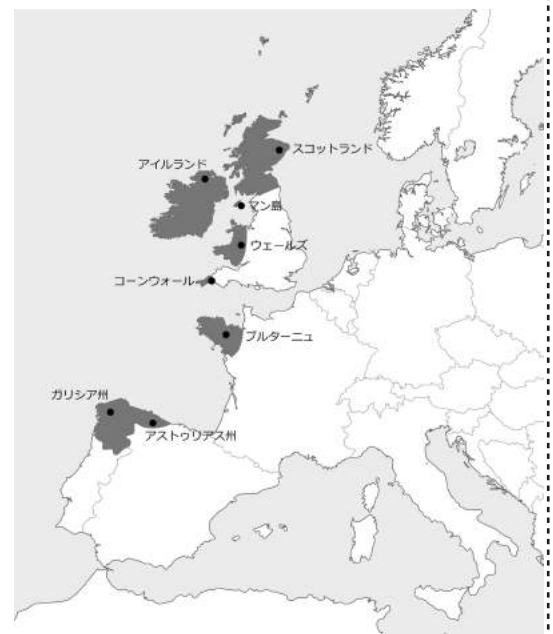 スコットランド
アイルランド
マン島
ウェールズ
コーンウォール
ブルターニュ
ガリシア州
アストゥリアス州